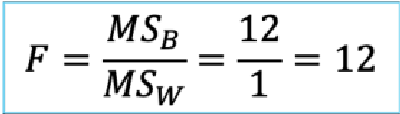 F = MS_B / MS_W = 12 / 1 = 12